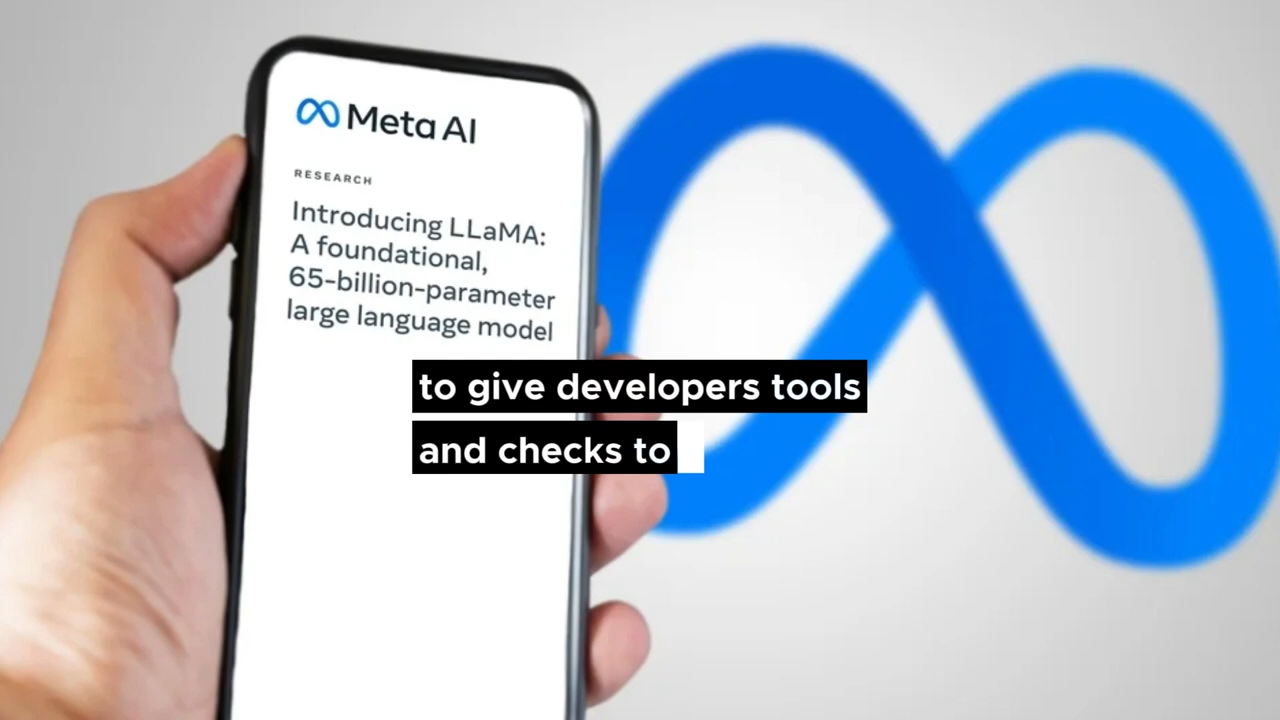 Meta AI
RESEARCH
Introducing LLaMA:
A foundational,
65-billion-parameter
large language model
to give developers tools
and checks to